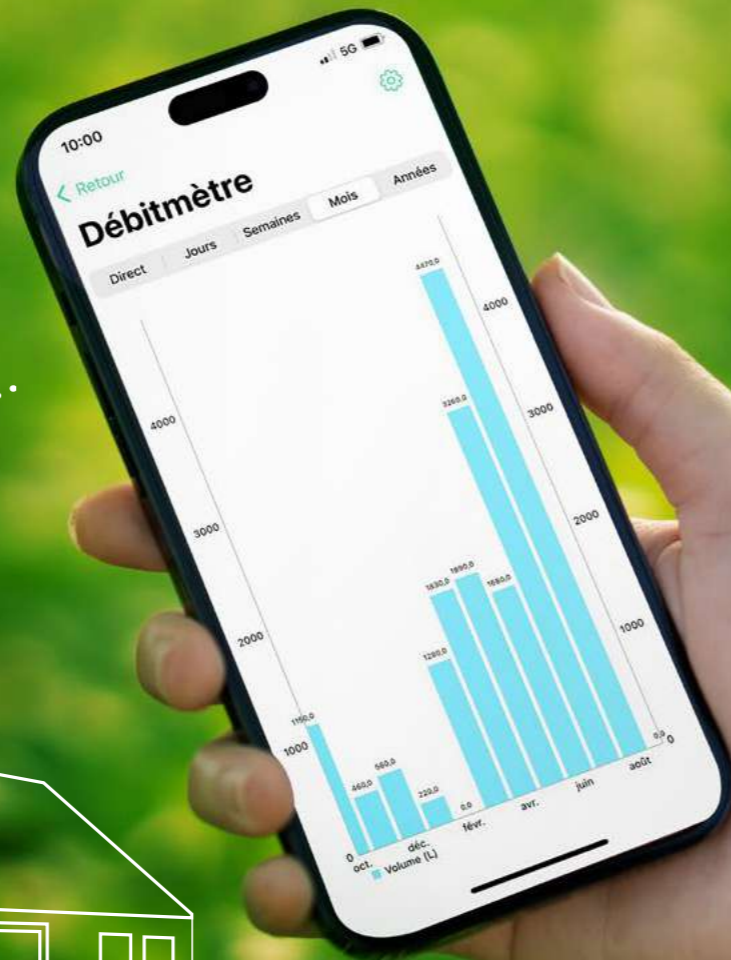 10:00
5G
Retour
Débitmètre
Direct
Jours
Semaines
Mois
Années
4470,0
4000
3260,0
4000
3000
3000
2000
1830,0
1890,0
1680,0
2000
1280,0
1000
1150,0
1000
460,0
560,0
220,0
0,0
0,0
0
0
oct.
déc.
févr.
avr.
juin
août
Volume (L)